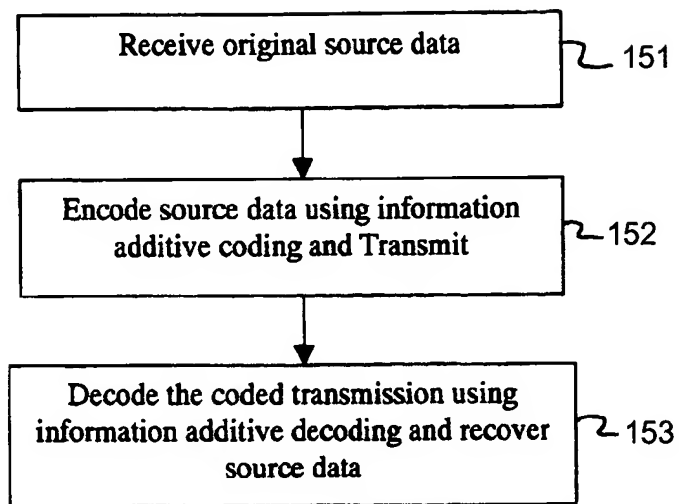 Receive original source data
151
Encode source data using information
additive coding and Transmit
152
Decode the coded transmission using
information additive decoding and recover
source data
153